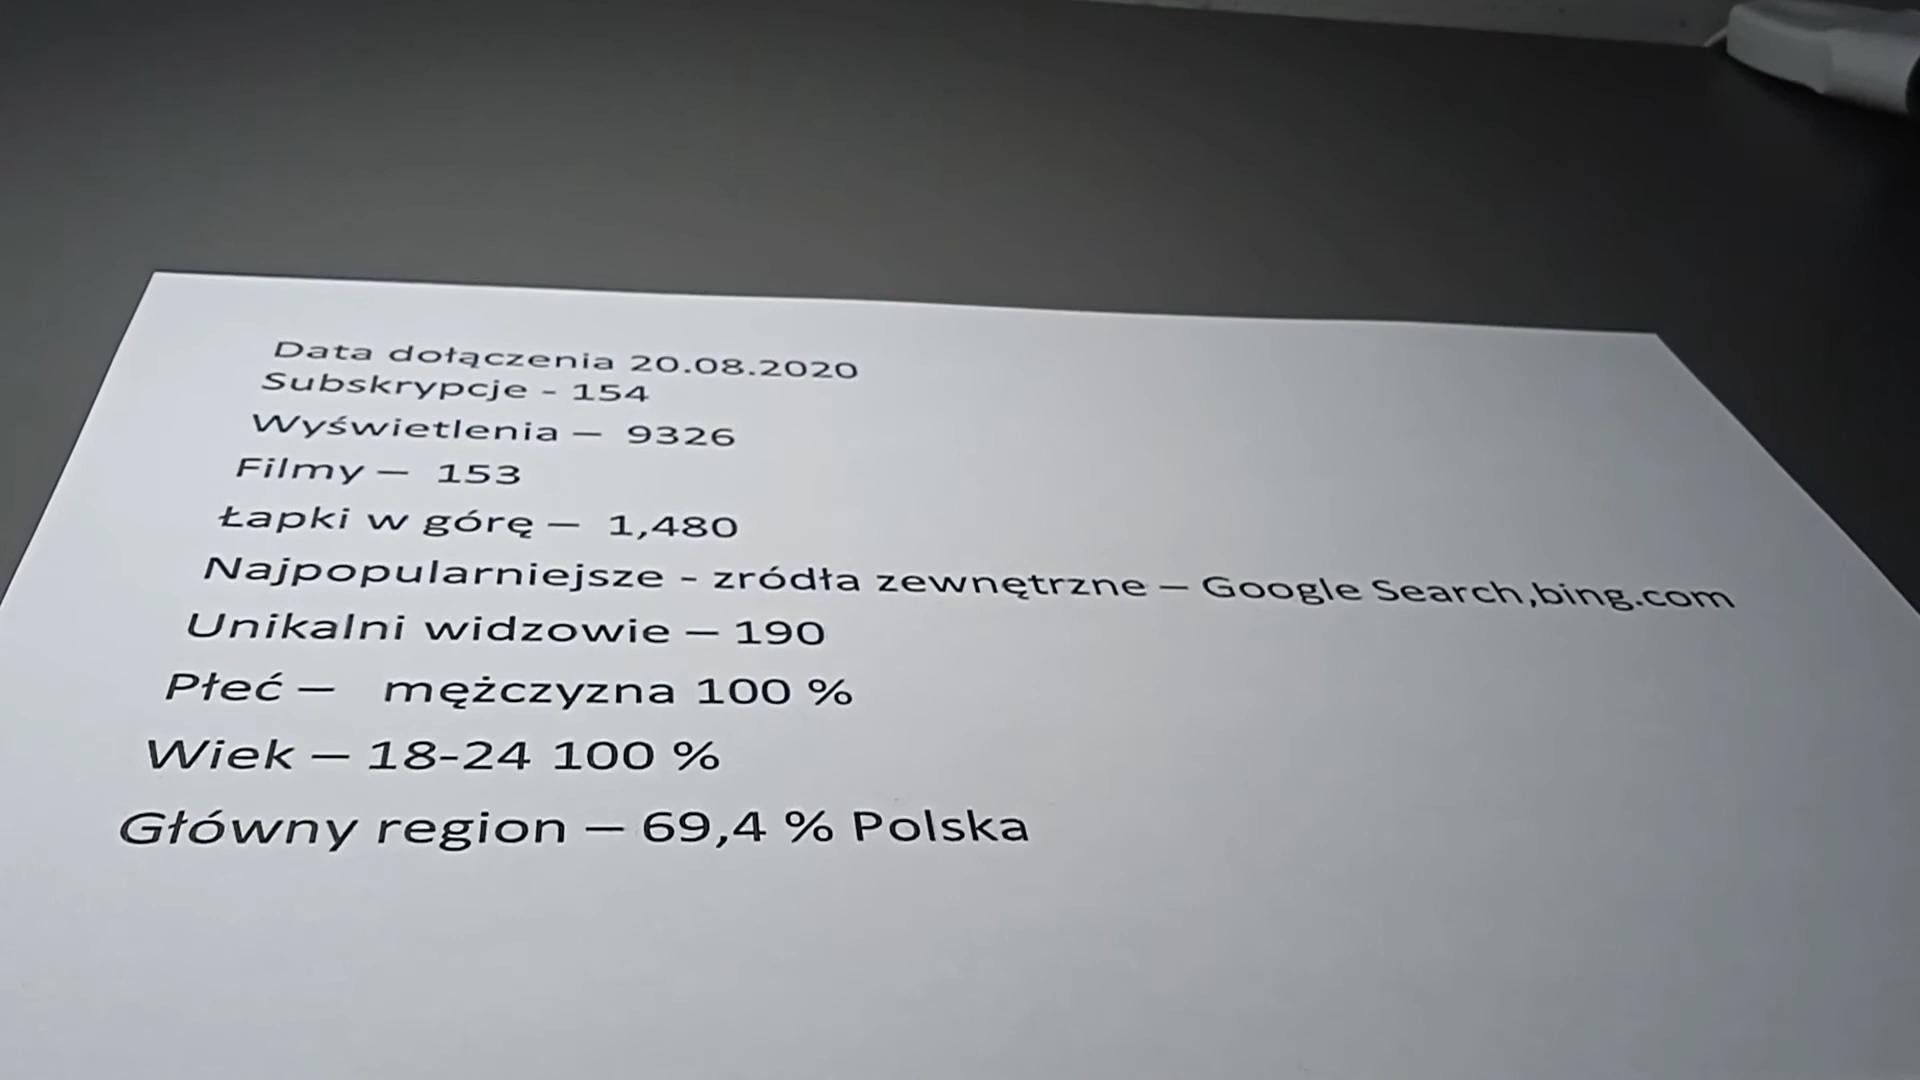 Data dołączenia 20.08.2020
Subskrypcje - 154
Wyświetlenia – 9326
Filmy – 153
Łapki w górę – 1,480
Najpopularniejsze - zródła zewnętrzne – Google Search,bing.com
Unikalni widzowie – 190
Płeć – mężczyzna 100 %
Wiek – 18-24 100 %
Główny region – 69,4 % Polska